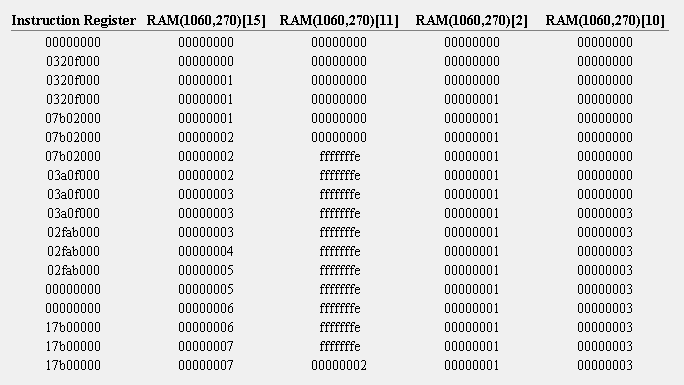 Instruction Register RAM(1060,270)[15] RAM(1060,270)[11] RAM(1060,270)[2] RAM(1060,270)[10]
00000000 00000000 00000000 00000000 00000000
0320f000 00000000 00000000 00000000 00000000
0320f000 00000001 00000000 00000000 00000000
0320f000 00000001 00000000 00000001 00000000
07b02000 00000001 00000000 00000001 00000000
07b02000 00000002 00000000 00000001 00000000
07b02000 00000002 fffffffe 00000001 00000000
03a0f000 00000002 fffffffe 00000001 00000000
03a0f000 00000003 fffffffe 00000001 00000000
03a0f000 00000003 fffffffe 00000001 00000003
02fab000 00000003 fffffffe 00000001 00000003
02fab000 00000004 fffffffe 00000001 00000003
02fab000 00000005 fffffffe 00000001 00000003
00000000 00000005 fffffffe 00000001 00000003
00000000 00000006 fffffffe 00000001 00000003
17b00000 00000006 fffffffe 00000001 00000003
17b00000 00000007 fffffffe 00000001 00000003
17b00000 00000007 00000002 00000001 00000003